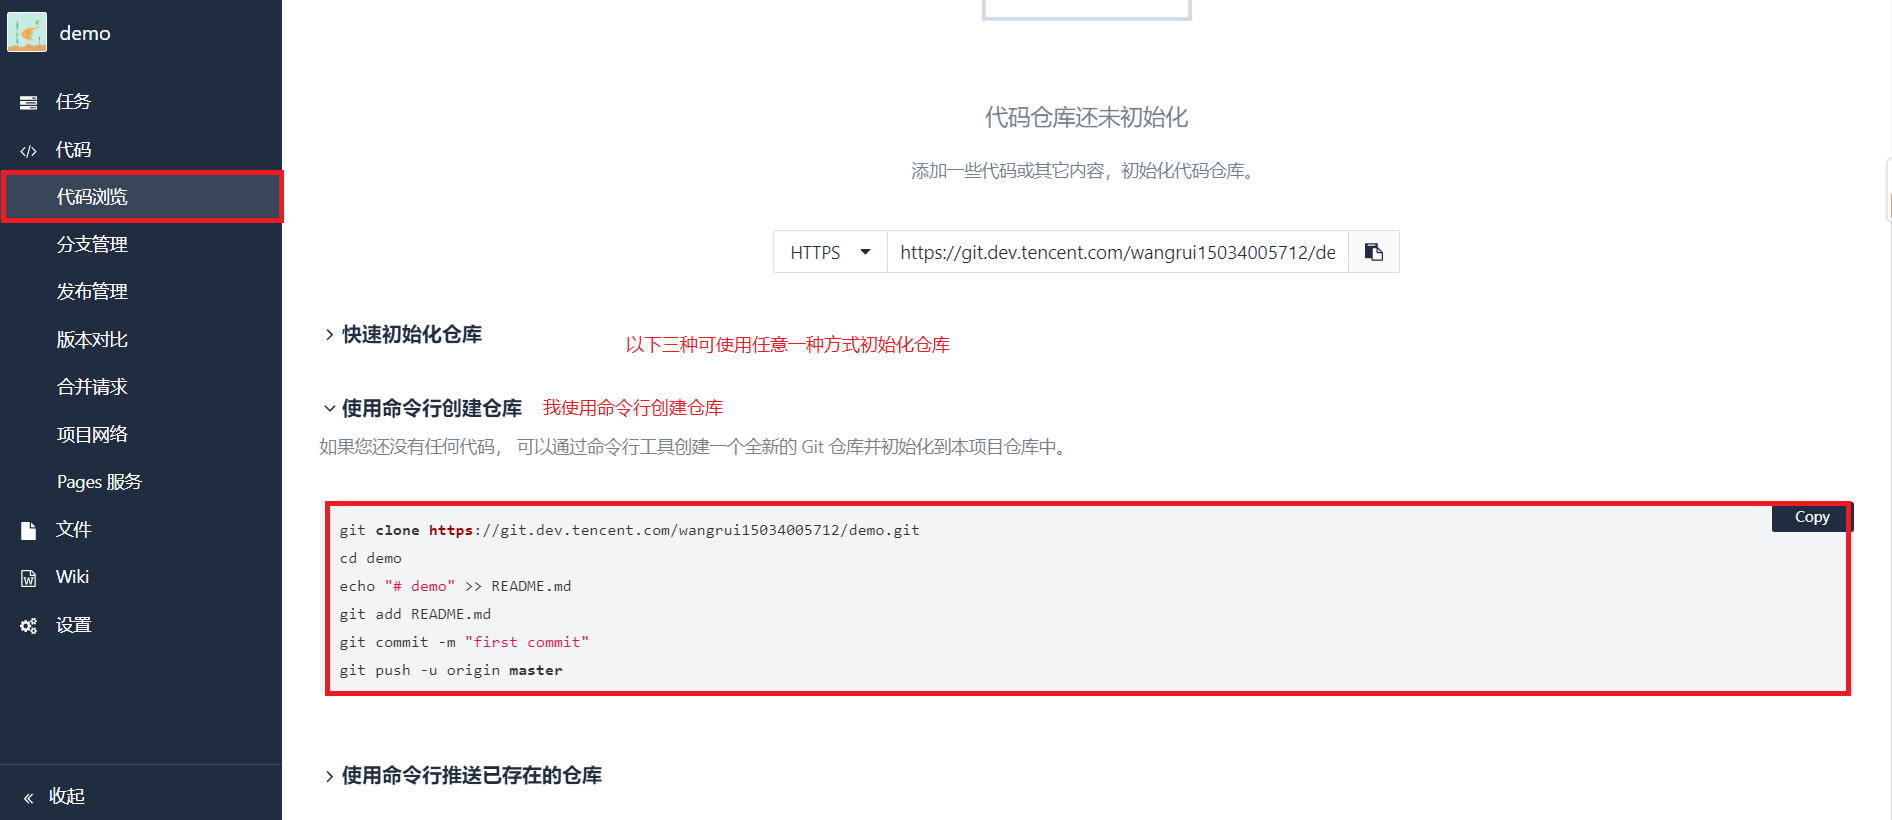 demo
任务
代码
代码浏览
分支管理
发布管理
版本对比
合并请求
项目网络
Pages 服务
文件
Wiki
设置
收起
代码仓库还未初始化
添加一些代码或其它内容，初始化代码仓库。
HTTPS https://git.dev.tencent.com/wangrui15034005712/de
快速初始化仓库
以下三种可使用任意一种方式初始化仓库
使用命令行创建仓库 我使用命令行创建仓库
如果您还没有任何代码， 可以通过命令行工具创建一个全新的 Git 仓库并初始化到本项目仓库中。
Copy
git clone https://git.dev.tencent.com/wangrui15034005712/demo.git
cd demo
echo "# demo" >> README.md
git add README.md
git commit -m "first commit"
git push -u origin master
使用命令行推送已存在的仓库